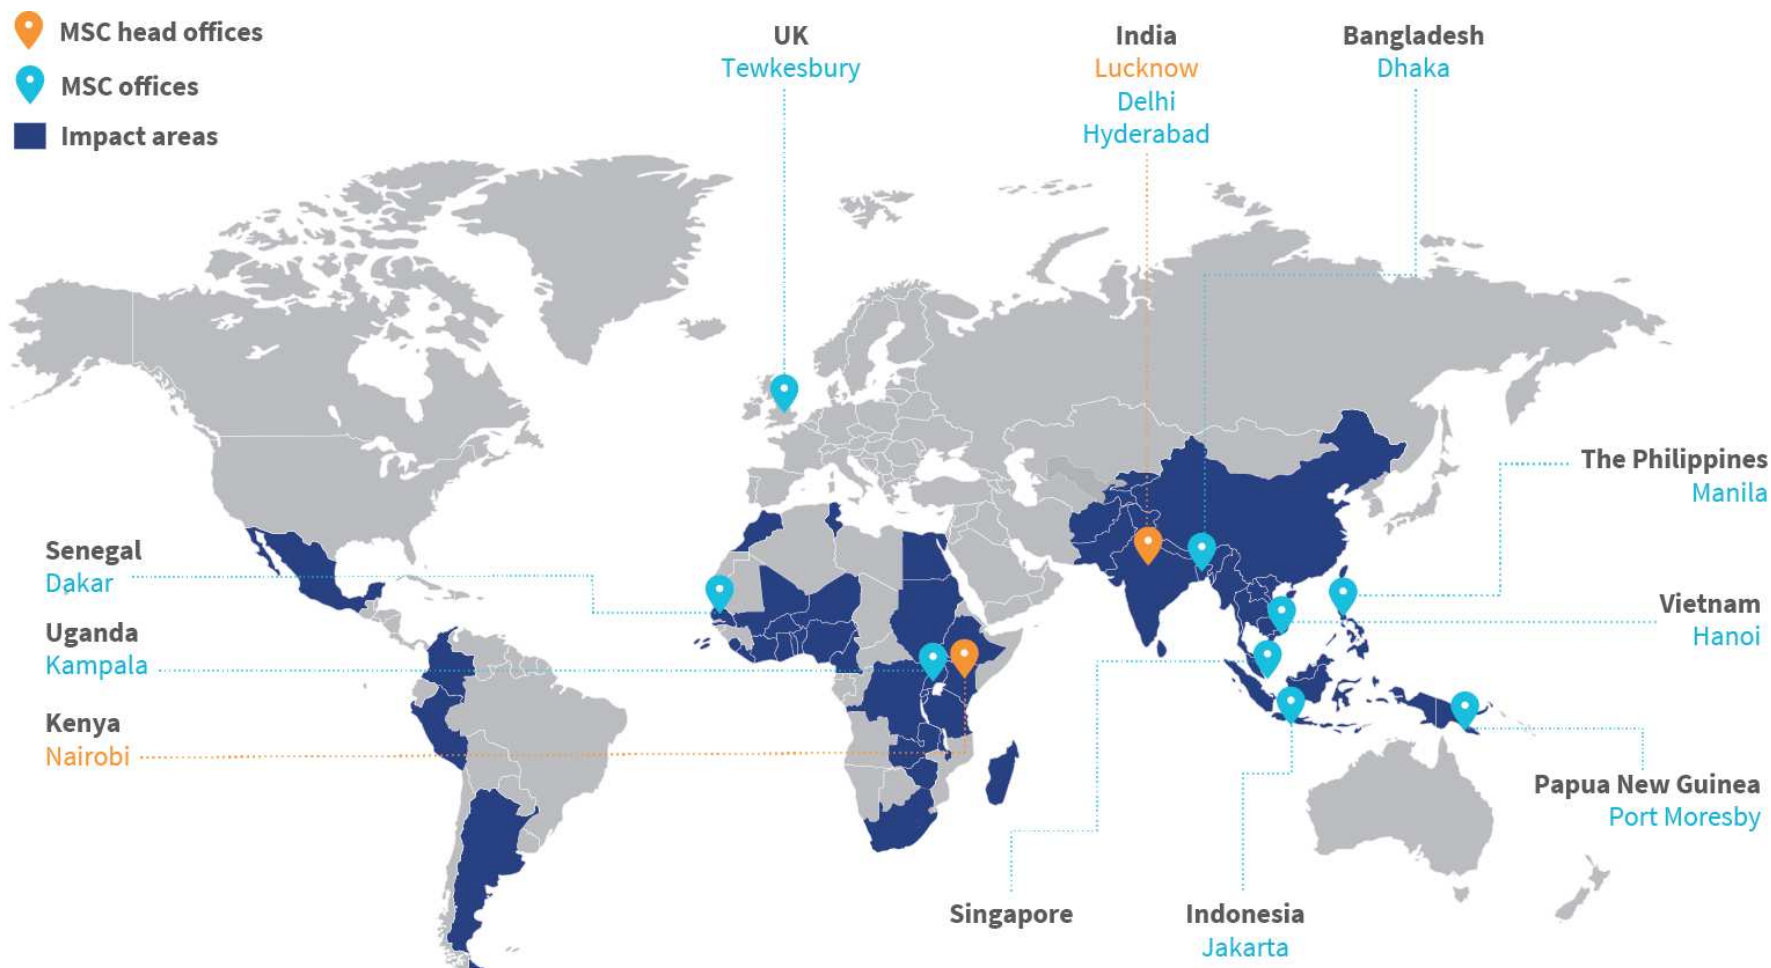 MSC head offices
MSC offices
Impact areas
UK
Tewkesbury
India
Lucknow
Delhi
Hyderabad
Bangladesh
Dhaka
The Philippines
Manila
Vietnam
Hanoi
Papua New Guinea
Port Moresby
Senegal
Dakar
Uganda
Kampala
Kenya
Nairobi
Singapore
Indonesia
Jakarta